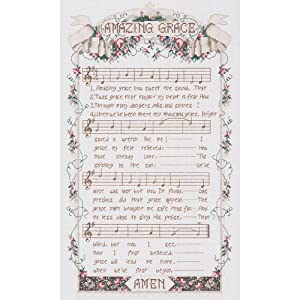 AMAZING GRACE
1. Amazing grace how sweet the sound. That
2. 'Twas grace that taught my heart to fear. And
3. Through many dangers, toils, and snares I
4. When we've been there ten thousand years, Bright
saved a wretch like me! I
grace my fear relieved; How
have already come; 'Tis
shining as the sun; We've
once was lost but now I'm found, Was
precious did that grace appear The
grace hath brought me safe thus far, And
no less days to sing God's praise, Than
blind, but now I see.
hour I first believed.
grace will lead me home.
when we've first begun.
AMEN